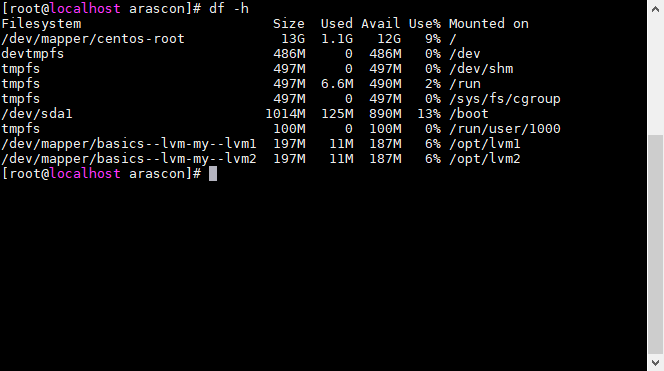 [root@localhost arascon]# df -h
Filesystem                         Size  Used Avail Use% Mounted on
/dev/mapper/centos-root             13G  1.1G   12G   9% /
devtmpfs                           486M     0  486M   0% /dev
tmpfs                              497M     0  497M   0% /dev/shm
tmpfs                              497M  6.6M  490M   2% /run
tmpfs                              497M     0  497M   0% /sys/fs/cgroup
/dev/sda1                         1014M  125M  890M  13% /boot
tmpfs                              100M     0  100M   0% /run/user/1000
/dev/mapper/basics--lvm-my--lvm1   197M   11M  187M   6% /opt/lvm1
/dev/mapper/basics--lvm-my--lvm2   197M   11M  187M   6% /opt/lvm2
[root@localhost arascon]#